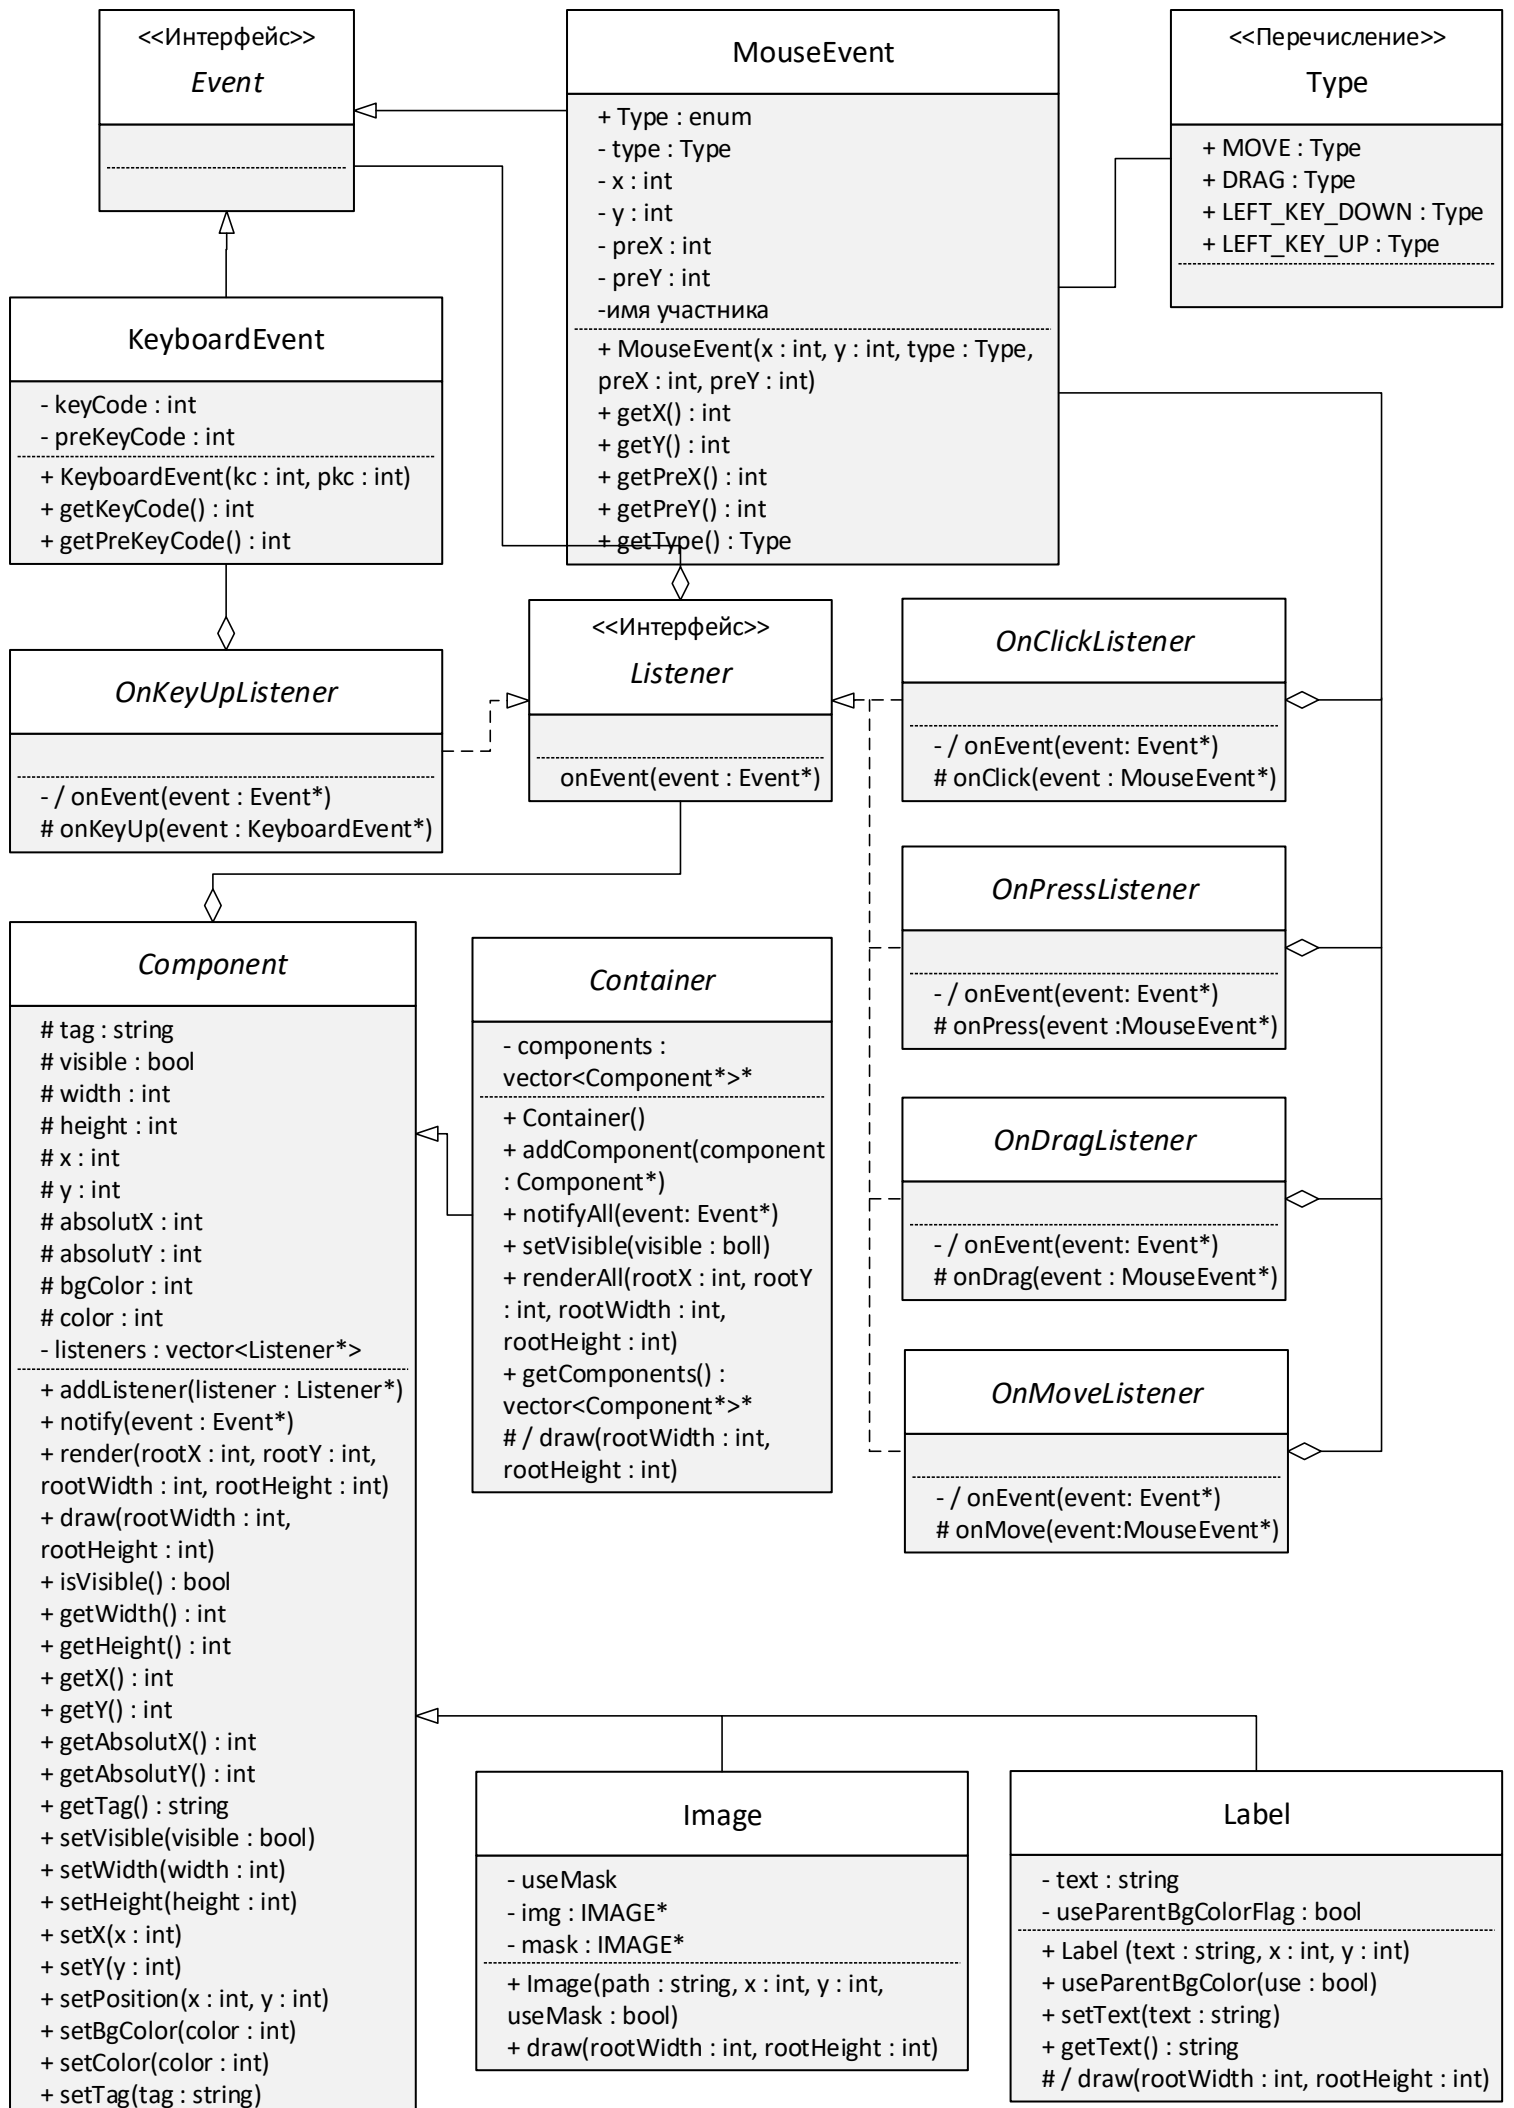 <<Интерфейс>>
Event
MouseEvent
+ Type : enum
- type : Type
- x : int
- y : int
- preX : int
- preY : int
-имя участника
+ MouseEvent(x : int, y : int, type : Type,
preX : int, preY : int)
+ getX() : int
+ getY() : int
+ getPreX() : int
+ getPreY() : int
+ getType() : Type
<<Перечисление>>
Type
+ MOVE : Type
+ DRAG : Type
+ LEFT_KEY_DOWN : Type
+ LEFT_KEY_UP : Type
KeyboardEvent
- keyCode : int
- preKeyCode : int
+ KeyboardEvent(kc : int, pkc : int)
+ getKeyCode() : int
+ getPreKeyCode() : int
OnKeyUpListener
- / onEvent(event : Event*)
# onKeyUp(event : KeyboardEvent*)
<<Интерфейс>>
Listener
onEvent(event : Event*)
OnClickListener
- / onEvent(event: Event*)
# onClick(event : MouseEvent*)
OnPressListener
- / onEvent(event: Event*)
# onPress(event :MouseEvent*)
OnDragListener
- / onEvent(event: Event*)
# onDrag(event : MouseEvent*)
OnMoveListener
- / onEvent(event: Event*)
# onMove(event:MouseEvent*)
Component
# tag : string
# visible : bool
# width : int
# height : int
# x : int
# y : int
# absolutX : int
# absolutY : int
# bgColor : int
# color : int
- listeners : vector<Listener*>
+ addListener(listener : Listener*)
+ notify(event : Event*)
+ render(rootX : int, rootY : int,
rootWidth : int, rootHeight : int)
+ draw(rootWidth : int,
rootHeight : int)
+ isVisible() : bool
+ getWidth() : int
+ getHeight() : int
+ getX() : int
+ getY() : int
+ getAbsolutX() : int
+ getAbsolutY() : int
+ getTag() : string
+ setVisible(visible : bool)
+ setWidth(width : int)
+ setHeight(height : int)
+ setX(x : int)
+ setY(y : int)
+ setPosition(x : int, y : int)
+ setBgColor(color : int)
+ setColor(color : int)
+ setTag(tag : string)
Container
- components :
vector<Component*>*
+ Container()
+ addComponent(component
: Component*)
+ notifyAll(event: Event*)
+ setVisible(visible : boll)
+ renderAll(rootX : int, rootY
: int, rootWidth : int,
rootHeight : int)
+ getComponents() :
vector<Component*>*
# / draw(rootWidth : int,
rootHeight : int)
Image
- useMask
- img : IMAGE*
- mask : IMAGE*
+ Image(path : string, x : int, y : int,
useMask : bool)
+ draw(rootWidth : int, rootHeight : int)
Label
- text : string
- useParentBgColorFlag : bool
+ Label (text : string, x : int, y : int)
+ useParentBgColor(use : bool)
+ setText(text : string)
+ getText() : string
# / draw(rootWidth : int, rootHeight : int)